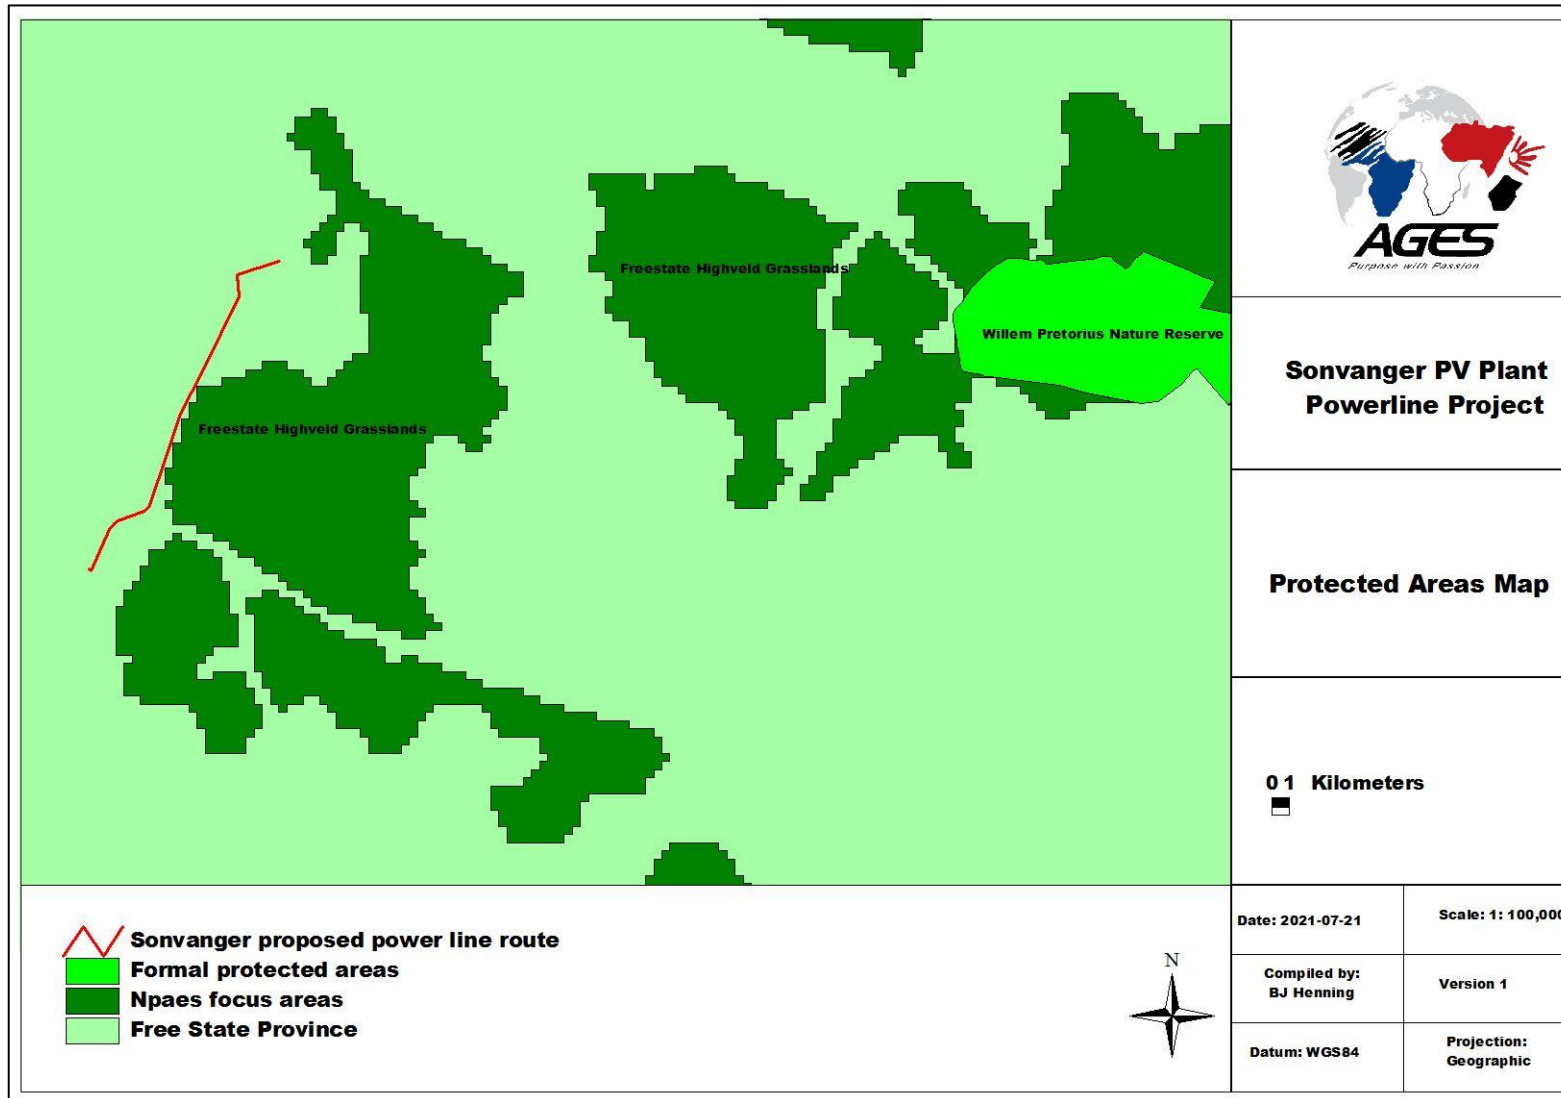 Freestate Highveld Grasslands
Willem Pretorius Nature Reserve
Freestate Highveld Grasslands
AGES
Purpose with Passion
Sonvanger PV Plant
Powerline Project
Protected Areas Map
0 1 Kilometers
Sonvanger proposed power line route
Formal protected areas
Npaes focus areas
Free State Province
N
Date: 2021-07-21
Scale: 1: 100,000
Compiled by:
BJ Henning
Version 1
Datum: WGS84
Projection:
Geographic